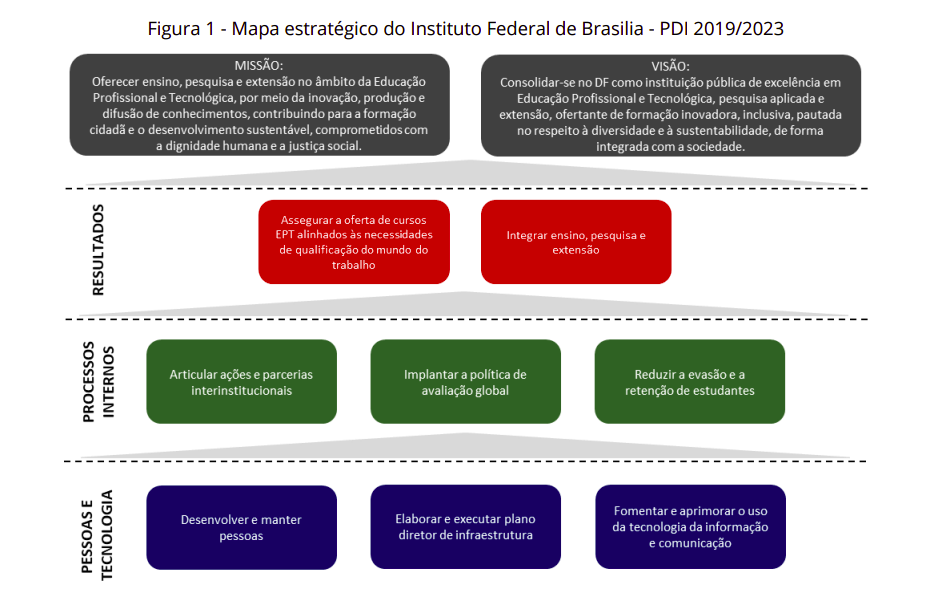 Figura 1 - Mapa estratégico do Instituto Federal de Brasilia - PDI 2019/2023
MISSÃO:
Oferecer ensino, pesquisa e extensão no âmbito da Educação
Profissional e Tecnológica, por meio da inovação, produção e
difusão de conhecimentos, contribuindo para a formação
cidadã e o desenvolvimento sustentável, comprometidos com
a dignidade humana e a justiça social.
VISÃO:
Consolidar-se no DF como instituição pública de excelência em
Educação Profissional e Tecnológica, pesquisa aplicada e
extensão, ofertante de formação inovadora, inclusiva, pautada
no respeito à diversidade e à sustentabilidade, de forma
integrada com a sociedade.
RESULTADOS
Assegurar a oferta de cursos
EPT alinhados às necessidades
de qualificação do mundo do
trabalho
Integrar ensino, pesquisa e
extensão
PROCESSOS
INTERNOS
Articular ações e parcerias
interinstitucionais
Implantar a política de
avaliação global
Reduzir a evasão e a
retenção de estudantes
PESSOAS E
TECNOLOGIA
Desenvolver e manter
pessoas
Elaborar e executar plano
diretor de infraestrutura
Fomentar e aprimorar o uso
da tecnologia da informação
e comunicação